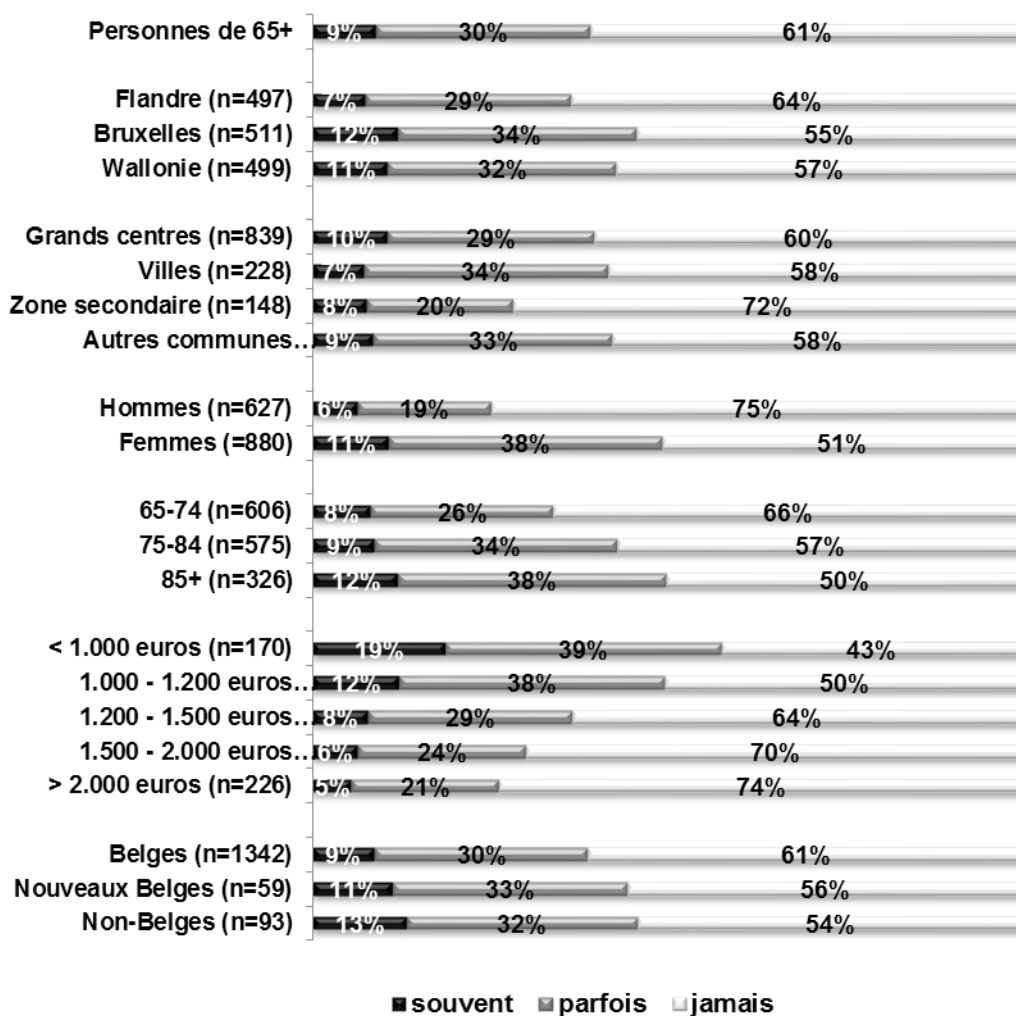 Personnes de 65+ 9% 30% 61%
Flandre (n=497) 7% 29% 64%
Bruxelles (n=511) 12% 34% 55%
Wallonie (n=499) 11% 32% 57%
Grands centres (n=839) 10% 29% 60%
Villes (n=228) 7% 34% 58%
Zone secondaire (n=148) 8% 20% 72%
Autres communes… 9% 33% 58%
Hommes (n=627) 6% 19% 75%
Femmes (=880) 11% 38% 51%
65-74 (n=606) 8% 26% 66%
75-84 (n=575) 9% 34% 57%
85+ (n=326) 12% 38% 50%
< 1.000 euros (n=170) 19% 39% 43%
1.000 - 1.200 euros… 12% 38% 50%
1.200 - 1.500 euros… 8% 29% 64%
1.500 - 2.000 euros… 6% 24% 70%
> 2.000 euros (n=226) 5% 21% 74%
Belges (n=1342) 9% 30% 61%
Nouveaux Belges (n=59) 11% 33% 56%
Non-Belges (n=93) 13% 32% 54%
souvent parfois jamais